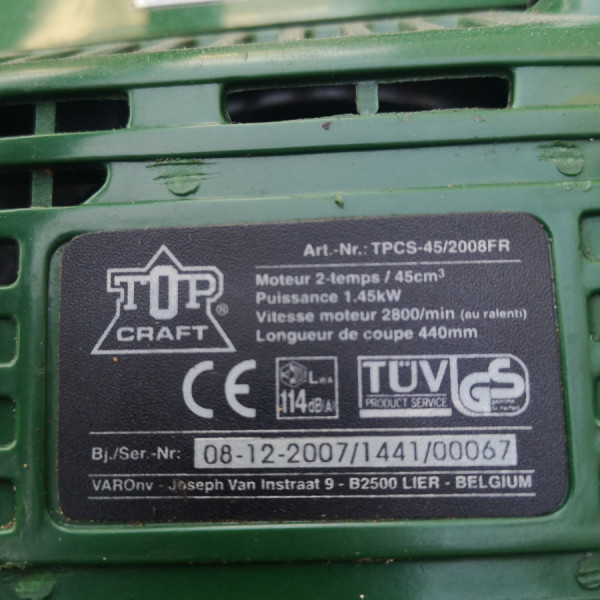 Art.-Nr.: TPCS-45/2008FR
TOP
CRAFT
®
Moteur 2-temps / 45cm³
Puissance 1.45kW
Vitesse moteur 2800/min (au ralenti)
Longueur de coupe 440mm
CE
114 dB(A)
TÜV
PRODUCT SERVICE
GS
Bj./Ser.-Nr: 08-12-2007/1441/00067
VAROnv - Joseph Van Instraat 9 - B2500 LIER - BELGIUM